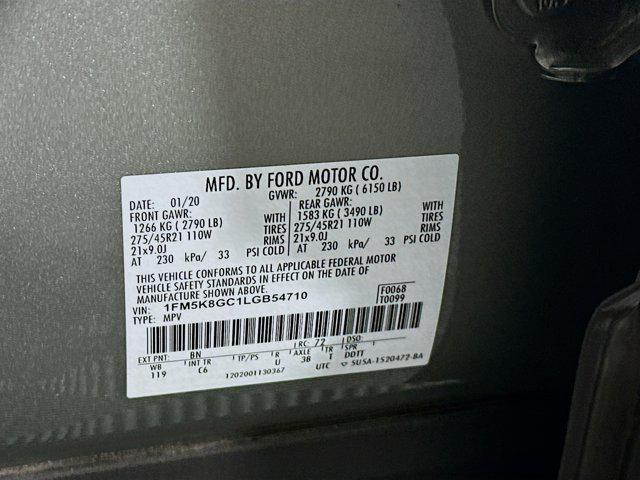 MFD. BY FORD MOTOR CO.
DATE: 01/20 GVWR: 2790 KG ( 6150 LB)
FRONT GAWR: WITH REAR GAWR: WITH
1266 KG ( 2790 LB) TIRES 1583 KG ( 3490 LB) TIRES
275/45R21 110W RIMS 275/45R21 110W RIMS
21x9.0J 21x9.0J
AT 230 kPa/ 33 PSI COLD AT 230 kPa/ 33 PSI COLD
THIS VEHICLE CONFORMS TO ALL APPLICABLE FEDERAL MOTOR
VEHICLE SAFETY STANDARDS IN EFFECT ON THE DATE OF
MANUFACTURE SHOWN ABOVE.
VIN: 1FM5K8GC1LGB54710 F0068
TYPE: MPV T0099
EXT PNT: BN RC: 72 DSO:
WB INT TR TP/PS R AXLE TR SPR
119 C6 U 3B T DDTT
1202001130367 UTC 5U5A-1520472-BA